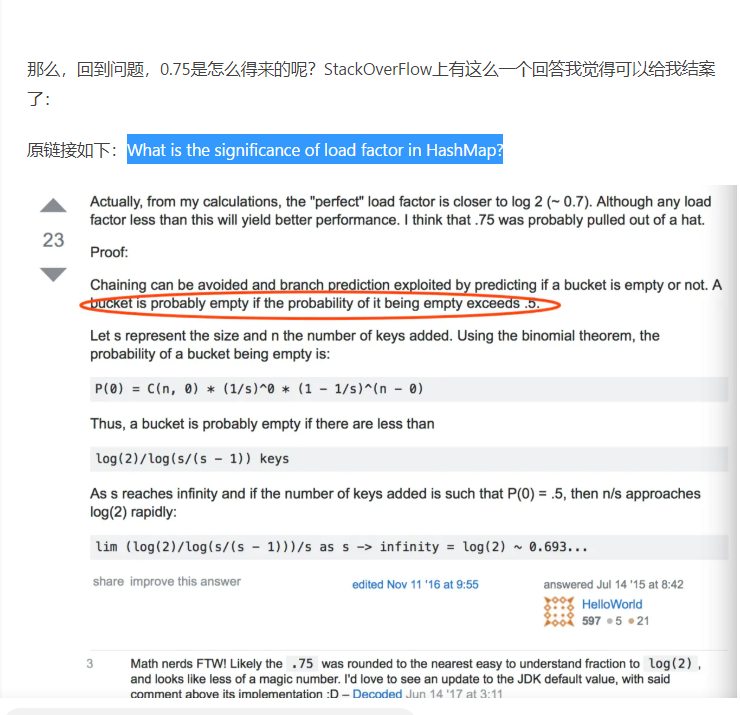 那么，回到问题，0.75是怎么得来的呢？StackOverFlow上有这么一个回答我觉得可以给我结案
了：
原链接如下：What is the significance of load factor in HashMap?
Actually, from my calculations, the "perfect" load factor is closer to log 2 (~ 0.7). Although any load
factor less than this will yield better performance. I think that .75 was probably pulled out of a hat.
23
Proof:
Chaining can be avoided and branch prediction exploited by predicting if a bucket is empty or not. A
bucket is probably empty if the probability of it being empty exceeds .5.
Let s represent the size and n the number of keys added. Using the binomial theorem, the
probability of a bucket being empty is:
P(0) = C(n, 0) * (1/s)^0 * (1 - 1/s)^(n - 0)
Thus, a bucket is probably empty if there are less than
log(2)/log(s/(s - 1)) keys
As s reaches infinity and if the number of keys added is such that P(0) = .5, then n/s approaches
log(2) rapidly:
lim (log(2)/log(s/(s - 1)))/s as s -> infinity = log(2) ~ 0.693...
share improve this answer
edited Nov 11 '16 at 9:55
answered Jul 14 '15 at 8:42
HelloWorld
597 ●5 ●21
3
Math nerds FTW! Likely the .75 was rounded to the nearest easy to understand fraction to log(2) ,
and looks like less of a magic number. I'd love to see an update to the JDK default value, with said
comment above its implementation :D – Decoded Jun 14 '17 at 3:11